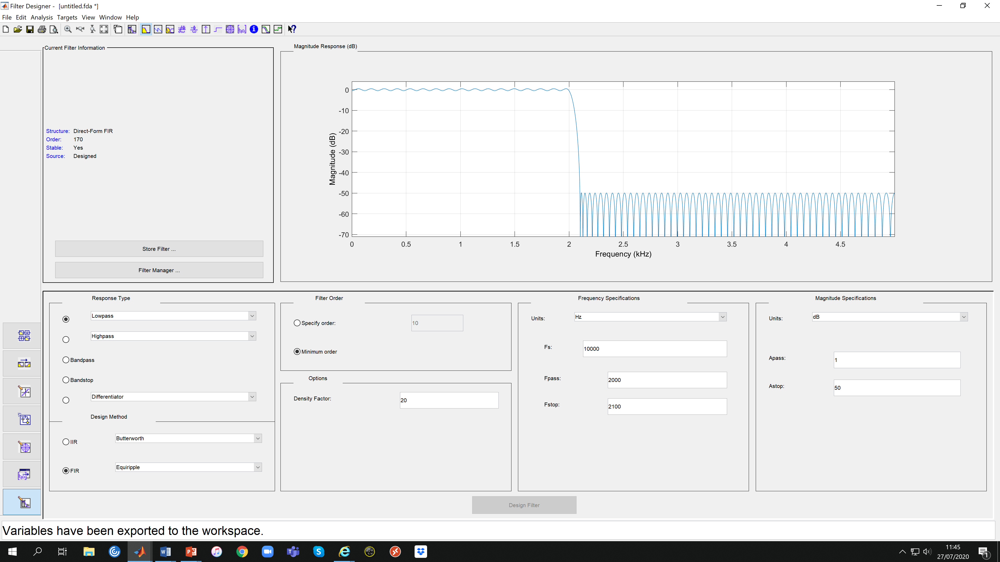 Filter Designer - [untitled.fda *]
File Edit Analysis Targets View Window Help
Current Filter Information
Structure: Direct-Form FIR
Order: 170
Stable: Yes
Source: Designed
Store Filter ...
Filter Manager ...
Magnitude Response (dB)
Magnitude (dB)
0
-10
-20
-30
-40
-50
-60
-70
0 0.5 1 1.5 2 2.5 3 3.5 4 4.5
Frequency (kHz)
Response Type
Lowpass
Highpass
Bandpass
Bandstop
Differentiator
Design Method
IIR Butterworth
FIR Equiripple
Filter Order
Specify order: 10
Minimum order
Options
Density Factor: 20
Frequency Specifications
Units: Hz
Fs: 10000
Fpass: 2000
Fstop: 2100
Magnitude Specifications
Units: dB
Apass: 1
Astop: 50
Design Filter
Variables have been exported to the workspace.
11:45
27/07/2020
1